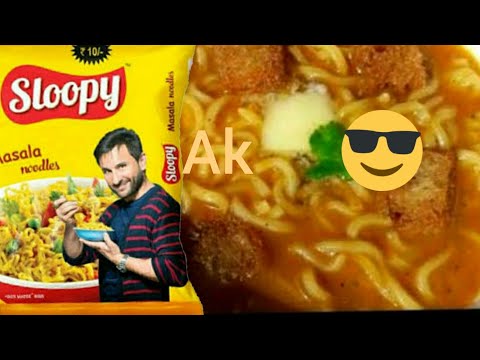 ₹ 10/-
Sloopy
Masala
noodles
Sloopy
Masala noodles
Ak